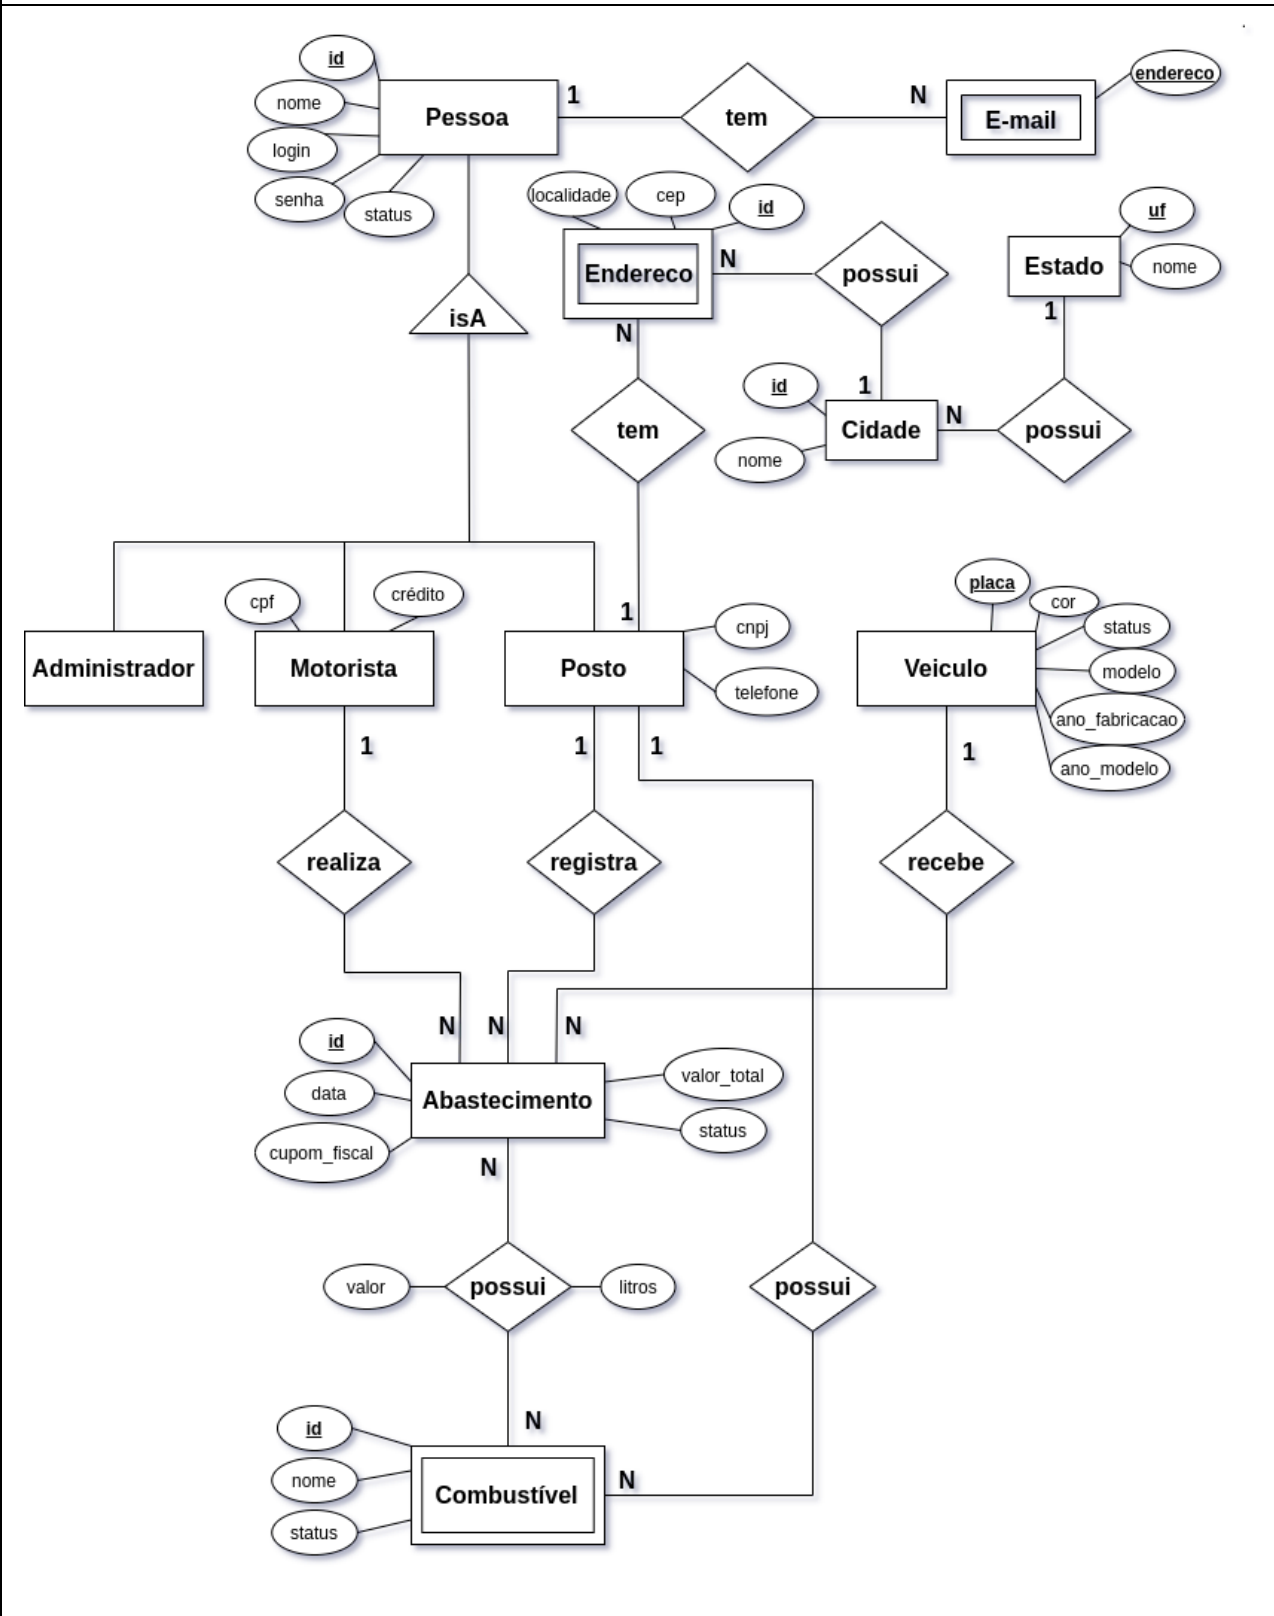 id
nome
login
senha
status
Pessoa
1
tem
N
E-mail
endereco
localidade
cep
id
Endereco
N
possui
uf
Estado
nome
1
isA
N
tem
id
1
Cidade
N
possui
nome
cpf
crédito
1
cnpj
telefone
placa
cor
status
modelo
ano_fabricacao
ano_modelo
Administrador
Motorista
Posto
Veiculo
1
1
1
1
realiza
registra
recebe
N
N
N
id
data
cupom_fiscal
Abastecimento
valor_total
status
N
valor
possui
litros
possui
N
id
nome
status
Combustível
N